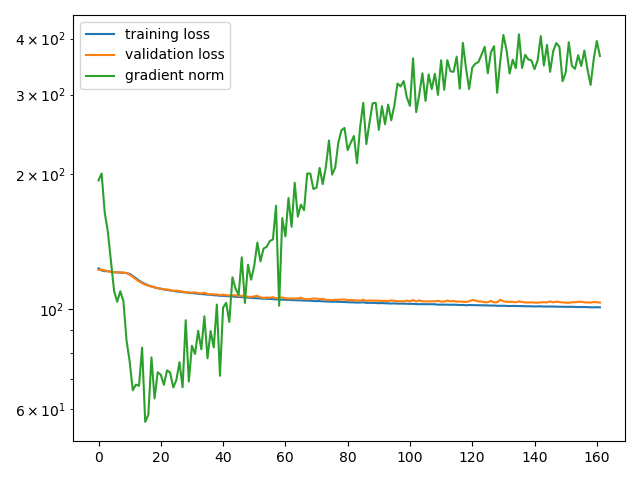 training loss
validation loss
gradient norm
4 × 10²
3 × 10²
2 × 10²
10²
6 × 10¹
0 20 40 60 80 100 120 140 160